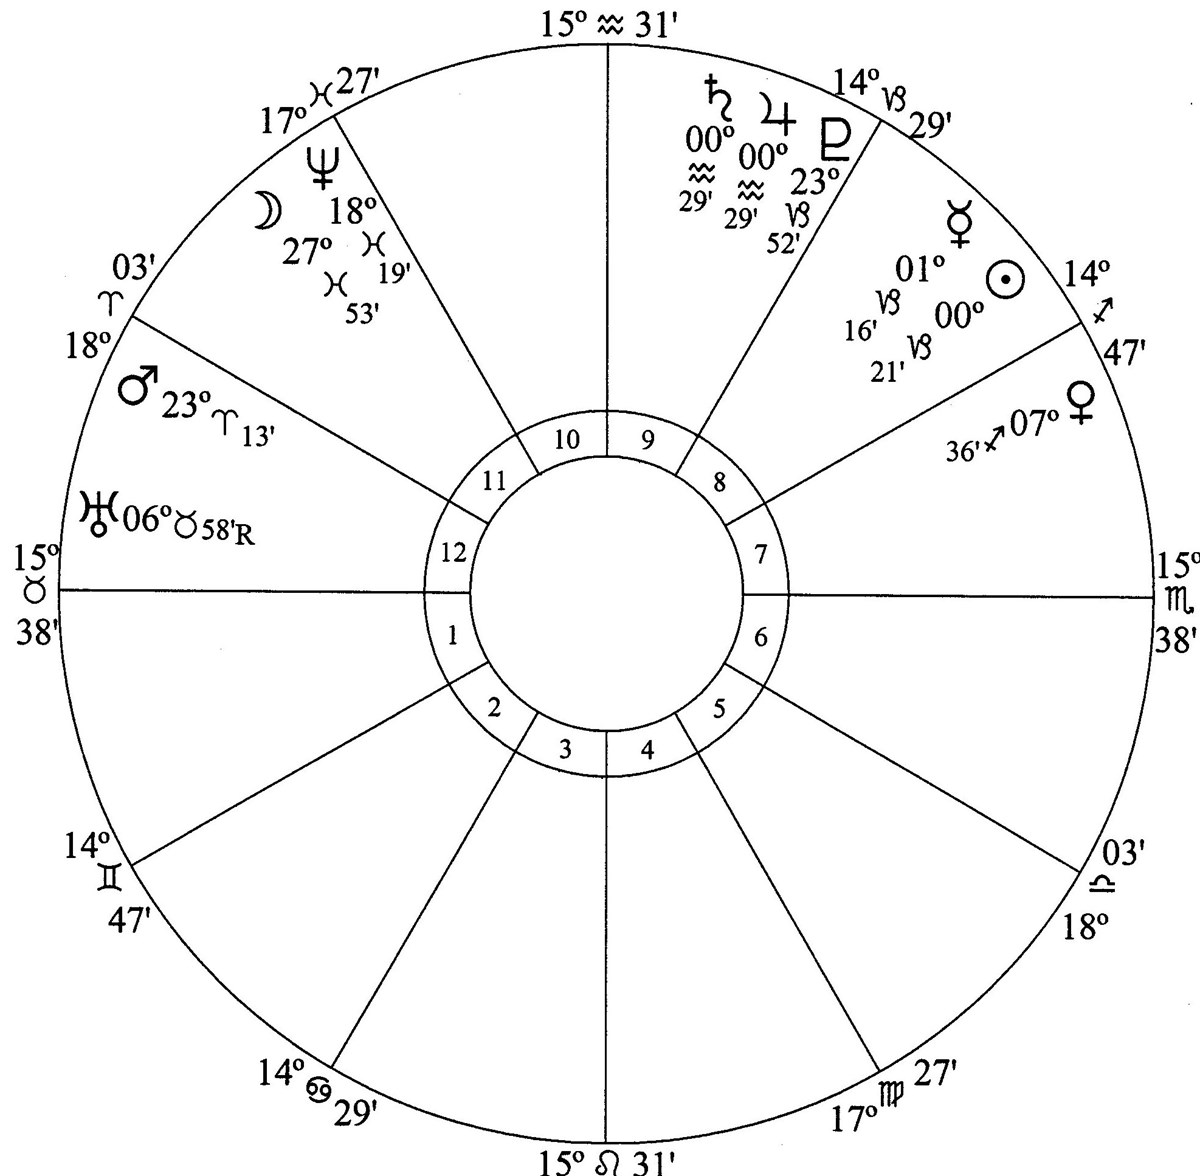 15º ♒ 31'
17º ♓ 27'
14º ♑ 29'
♆ 18º ♓ 19'
☽ 27º ♓ 53'
♄ 00º ♒ 29'
♃ 00º ♒ 29'
♇ 23º ♑ 52'
☿ 01º ♑ 16'
☉ 00º ♑ 21'
03' ♈ 18º
14º ♐ 47'
♂ 23º ♈ 13'
♀ 07º ♐ 36'
♅ 06º ♉ 58' R
15º ♉ 38'
15º ♏ 38'
10 9
11 8
12 7
1 6
2 5
3 4
14º ♊ 47'
03' ♎ 18º
14º ♋ 29'
17º ♍ 27'
15º ♌ 31'